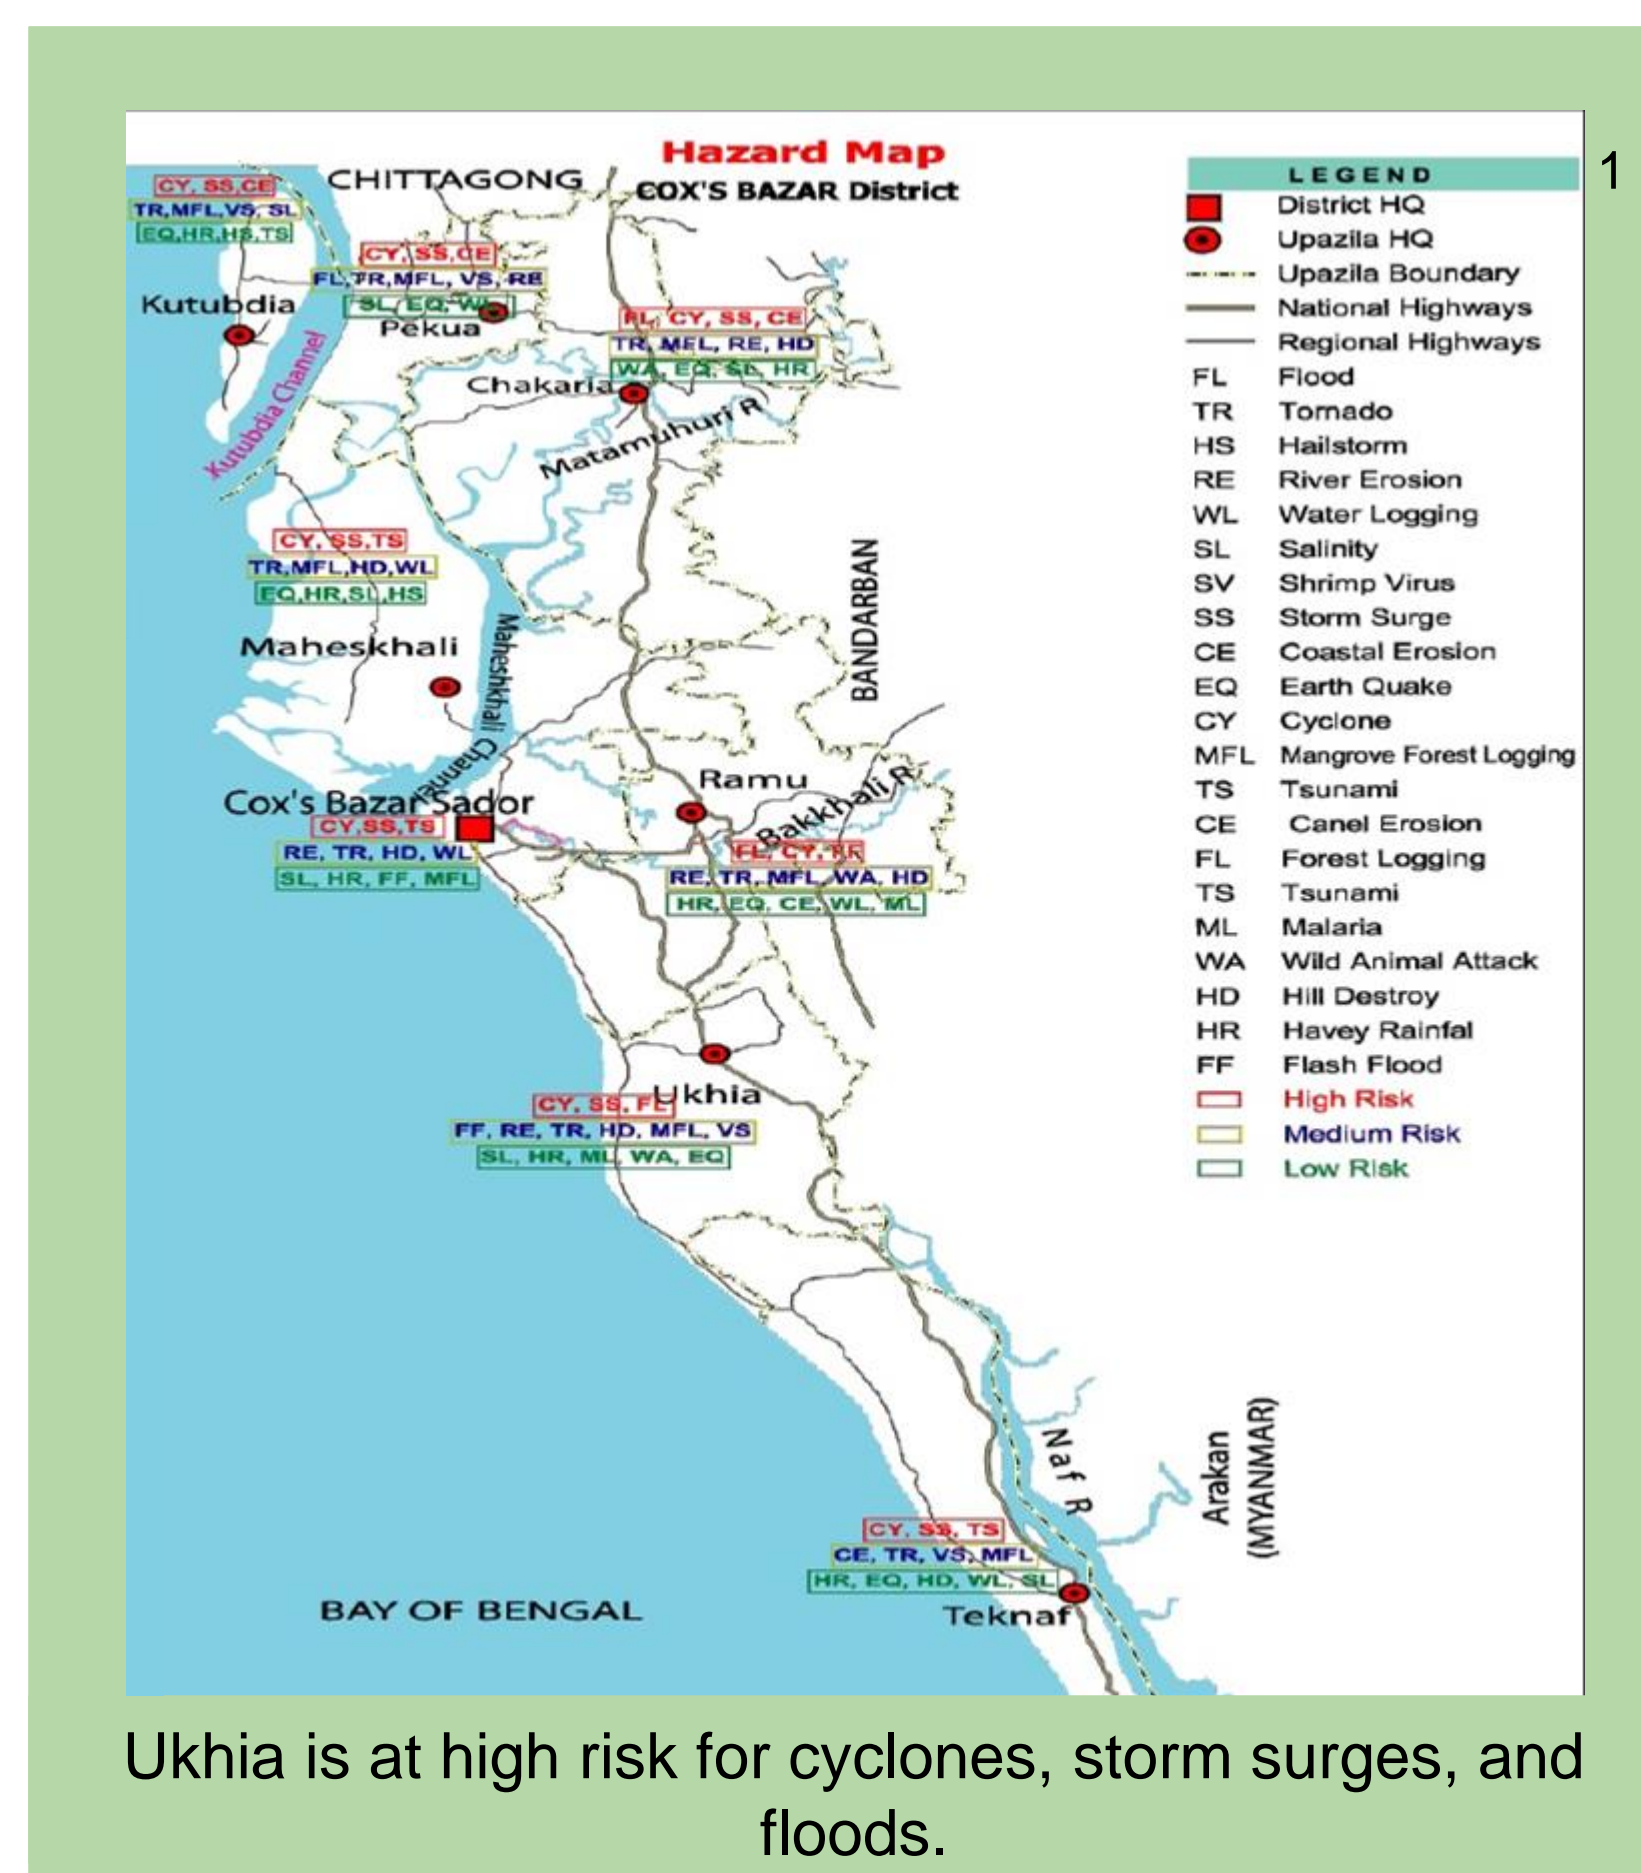 Hazard Map
COX'S BAZAR District
1
CHITTAGONG
CY, SS,CE
TR,MFL,VS, SL
EQ,HR,HS,TS
Kutubdia
Kutubdia Channel
CY, SS,CE
FL,TR,MFL, VS, RE
SL, EQ, WL
Pekua
FL, CY, SS, CE
TR, MFL, RE, HD
WA, EQ, SL, HR
Chakaria
Matamuhuri R
BANDARBAN
CY, SS,TS
TR,MFL,HD,WL
EQ,HR,SL,HS
Maheskhali
Maheshkhali Channel
Cox's Bazar Sador
CY,SS,TS
RE, TR, HD, WL
SL, HR, FF, MFL
Ramu
Bakkhali R
FL, CY,
RE, TR, MFL, WA, HD
HR, EQ, CE, WL, ML
Ukhia
CY, SS, FL
FF, RE, TR, HD, MFL, VS
SL, HR, ML, WA, EQ
Naf R
Arakan
(MYANMAR)
CY, SS, TS
CE, TR, VS, MFL
HR, EQ, HD, WL, SL
Teknaf
BAY OF BENGAL
LEGEND
District HQ
Upazila HQ
Upazila Boundary
National Highways
Regional Highways
FL Flood
TR Tornado
HS Hailstorm
RE River Erosion
WL Water Logging
SL Salinity
SV Shrimp Virus
SS Storm Surge
CE Coastal Erosion
EQ Earth Quake
CY Cyclone
MFL Mangrove Forest Logging
TS Tsunami
CE Canel Erosion
FL Forest Logging
TS Tsunami
ML Malaria
WA Wild Animal Attack
HD Hill Destroy
HR Havey Rainfal
FF Flash Flood
High Risk
Medium Risk
Low Risk
Ukhia is at high risk for cyclones, storm surges, and
floods.